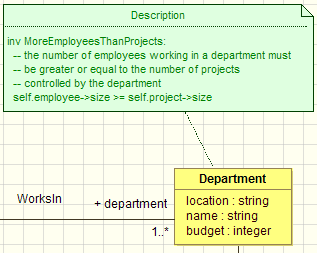 Description
inv MoreEmployeesThanProjects:
-- the number of employees working in a department must
-- be greater or equal to the number of projects
-- controlled by the department
self.employee->size >= self.project->size
Department
WorksIn
+ department
location : string
name : string
1..*
budget : integer